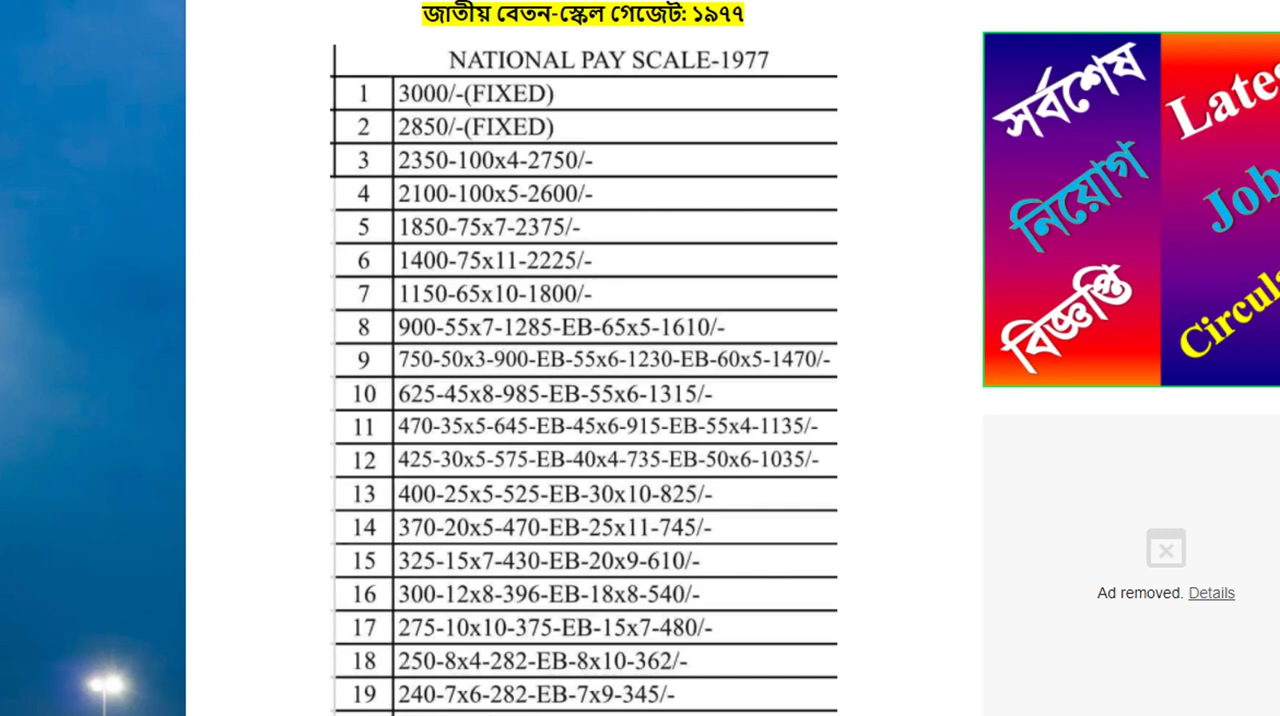 জাতীয় বেতন-স্কেল গেজেট: ১৯৭৭
NATIONAL PAY SCALE-1977
1 3000/-(FIXED)
2 2850/-(FIXED)
3 2350-100x4-2750/-
4 2100-100x5-2600/-
5 1850-75x7-2375/-
6 1400-75x11-2225/-
7 1150-65x10-1800/-
8 900-55x7-1285-EB-65x5-1610/-
9 750-50x3-900-EB-55x6-1230-EB-60x5-1470/-
10 625-45x8-985-EB-55x6-1315/-
11 470-35x5-645-EB-45x6-915-EB-55x4-1135/-
12 425-30x5-575-EB-40x4-735-EB-50x6-1035/-
13 400-25x5-525-EB-30x10-825/-
14 370-20x5-470-EB-25x11-745/-
15 325-15x7-430-EB-20x9-610/-
16 300-12x8-396-EB-18x8-540/-
17 275-10x10-375-EB-15x7-480/-
18 250-8x4-282-EB-8x10-362/-
19 240-7x6-282-EB-7x9-345/-
সর্বশেষ
নিয়োগ
বিজ্ঞপ্তি
Job
Ad removed. Details